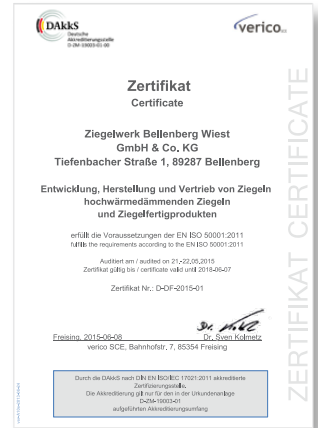 DAkkS
Deutsche
Akkreditierungsstelle
D-ZM-19003-01-00
verico
Zertifikat
Certificate
Ziegelwerk Bellenberg Wiest
GmbH & Co. KG
Tiefenbacher Straße 1, 89287 Bellenberg
Entwicklung, Herstellung und Vertrieb von Ziegeln
hochwärmedämmenden Ziegeln
und Ziegelfertigprodukten
erfüllt die Voraussetzungen der EN ISO 50001:2011
fulfills the requirements according to the EN ISO 50001:2011
Auditiert am / audited on 21.-22.05.2015
Zertifikat gültig bis / certificate valid until 2018-06-07
Zertifikat Nr.: D-DF-2015-01
Freising, 2015-06-08
Dr. Sven Kolmetz
verico SCE, Bahnhofstr. 7, 85354 Freising
Durch die DAkkS nach DIN EN ISO/IEC 17021:2011 akkreditierte
Zertifizierungsstelle.
Die Akkreditierung gilt nur für den in der Urkundenanlage
D-ZM-19003-01
aufgeführten Akkreditierungsumfang
ZERTIFIKAT CERTIFICATE